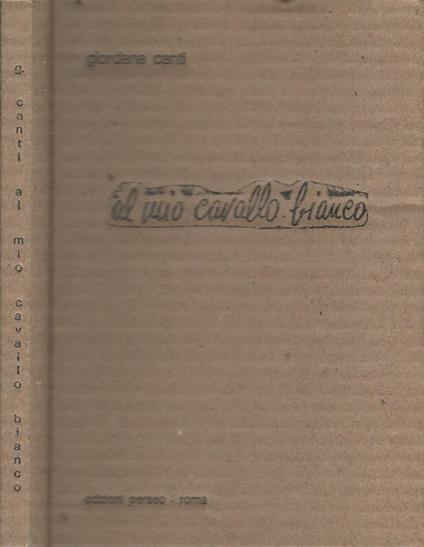 giordana canti
al mio cavallo bianco
edizioni perseo - roma
g. canti al mio cavallo bianco